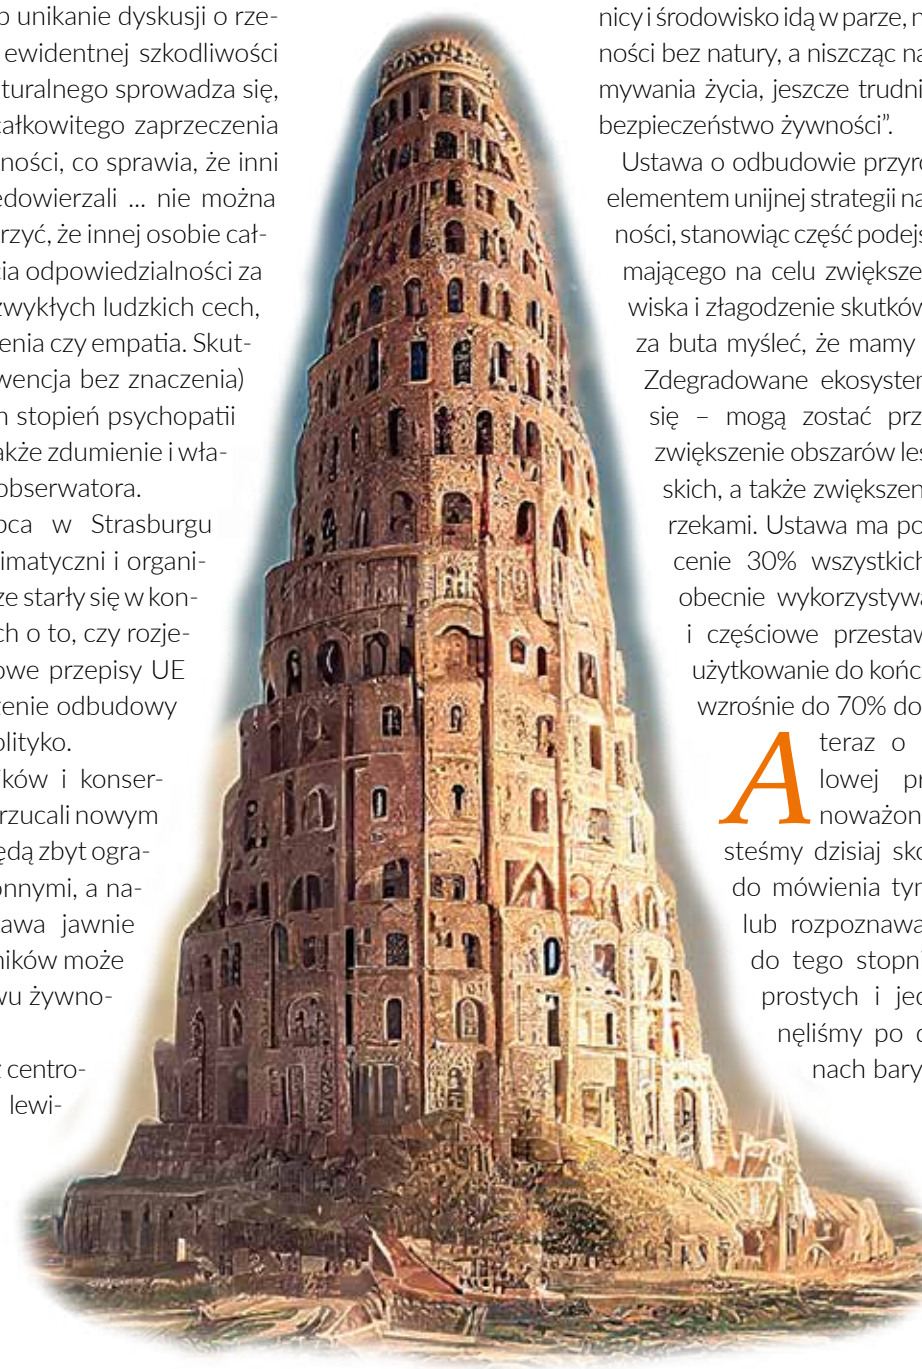 unikanie dyskusji o rze-
ewidentnej szkodliwości
turalnego sprowadza się,
całkowitego zaprzeczenia
ności, co sprawia, że inni
edowierzali ... nie można
rzyć, że innej osobie cał-
cia odpowiedzialności za
zwykłych ludzkich cech,
enia czy empatia. Skut-
wencja bez znaczenia)
stopień psychopatii
akże zdumienie i wła-
obserwatora.
pca w Strasburgu
imatyczni i organi-
ze starły się w kon-
ch o to, czy rozje-
owe przepisy UE
enie odbudowy
olityko.
ików i konser-
rzucali nowym
ędą zbyt ogra-
onnymi, a na-
awa jawnie
ników może
wu żywno-
centro-
lewi-
nicy i środowisko idą w parze, n
ności bez natury, a niszcząc na
mywania życia, jeszcze trudni
bezpieczeństwo żywności”.
Ustawa o odbudowie przyro
elementem unijnej strategii na
ności, stanowiąc część podejś
mającego na celu zwiększe
wiska i złagodzenie skutków
za buta myśleć, że mamy
Zdegradowane ekosystem
się – mogą zostać prz
zwiększenie obszarów leś
skich, a także zwiększen
rzekami. Ustawa ma po
cenie 30% wszystkich
obecnie wykorzystywa
i częściowe przestaw
użytkowanie do końc
wzrośnie do 70% do
A teraz o
lowej pr
noważon
steśmy dzisiaj sko
do mówienia tym
lub rozpoznawa
do tego stopni
prostych i jed
nęliśmy po
nach bary